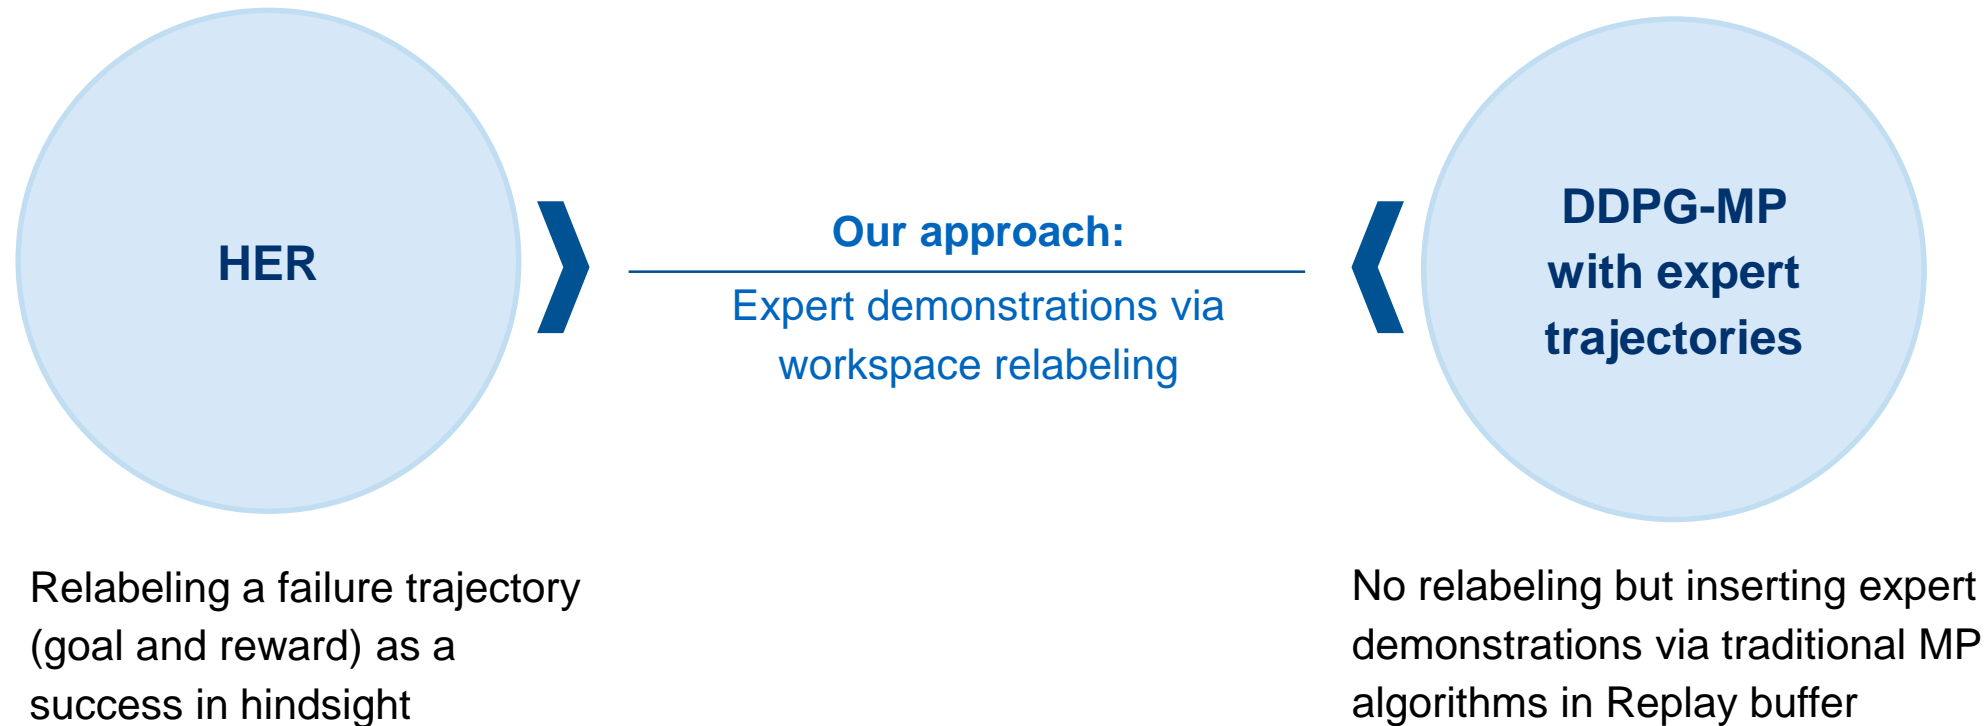 HER
Relabeling a failure trajectory
(goal and reward) as a
success in hindsight
Our approach:
Expert demonstrations via
workspace relabeling
DDPG-MP
with expert
trajectories
No relabeling but inserting expert
demonstrations via traditional MP
algorithms in Replay buffer